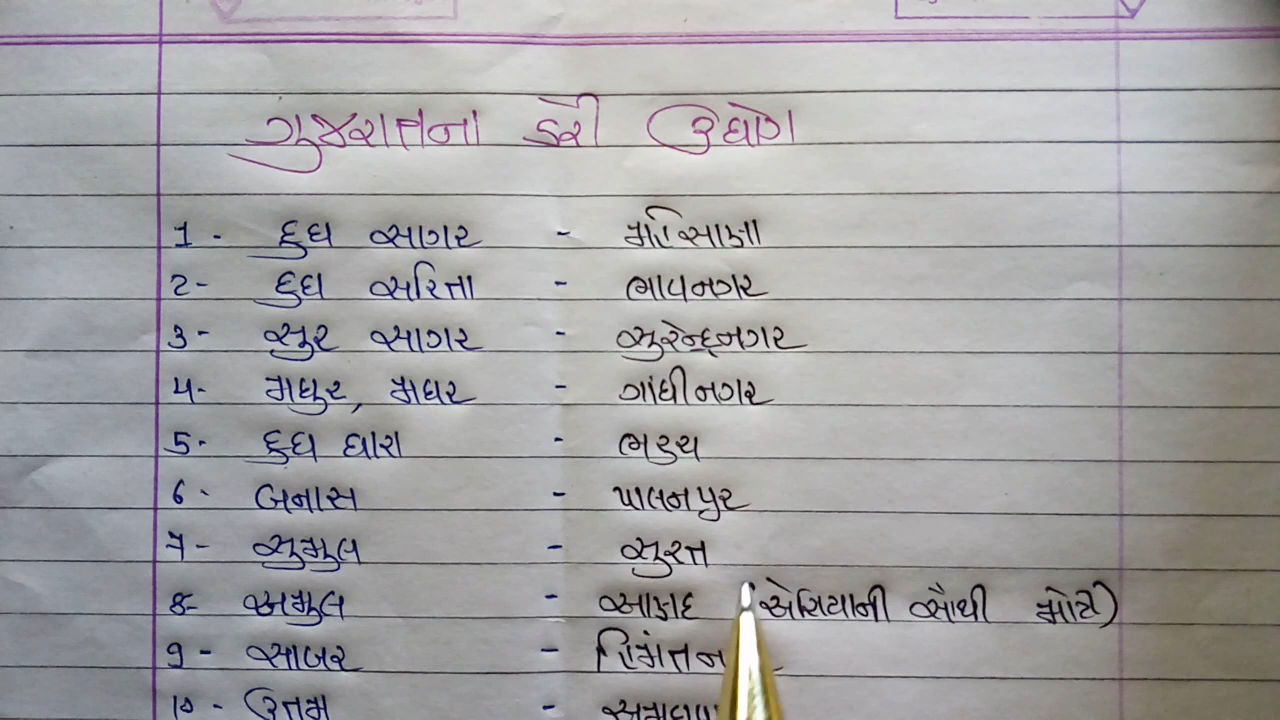 ગુજરાતના ડેરી ઉદ્યોગ
1 - દુધ સાગર - મહેસાણા
2- દુધ સરિતા - ભાવનગર
3 - સુર સાગર - સુરેન્દ્રનગર
4- મધુર, મધર - ગાંધીનગર
5- દુધ ધારા - ભરુચ
6 - બનાસ - પાલનપુર
7 - સુમુલ - સુરત
8- અમુલ - આણંદ (એશિયાની સૌથી મોટી)
9 - સાબર -
10 - ઉત્તમ -